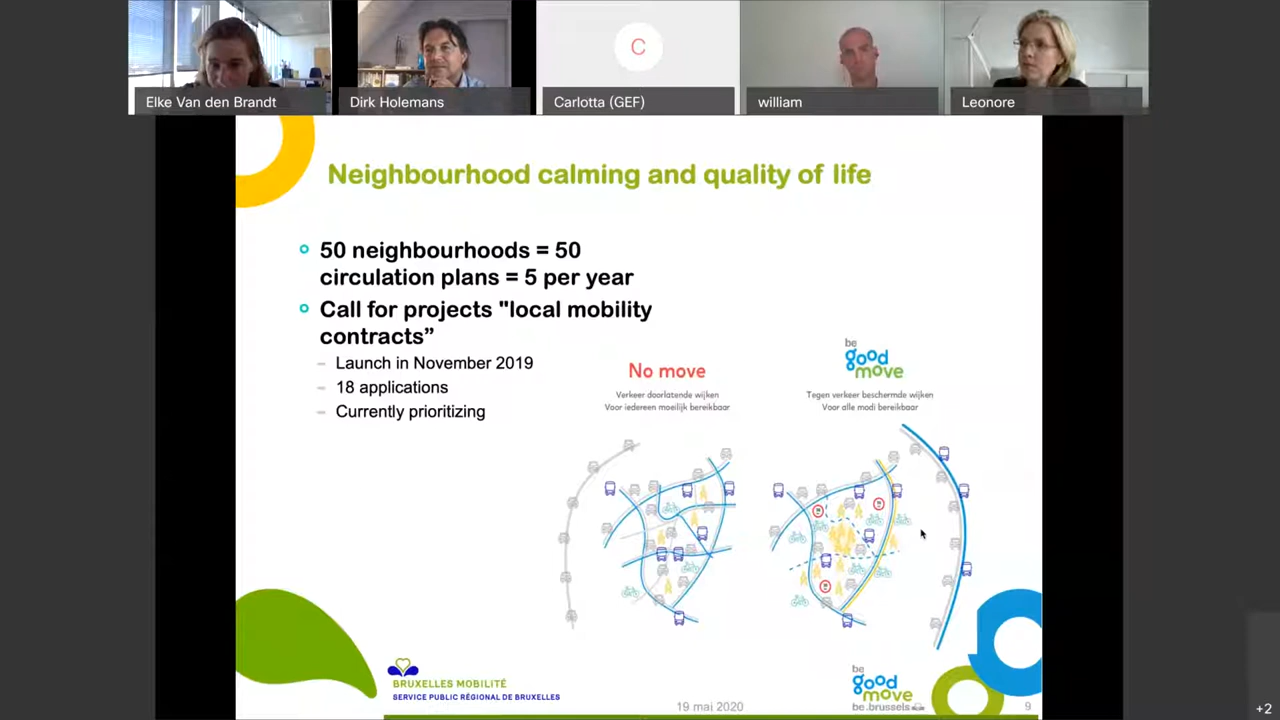 Elke Van den Brandt
Dirk Holemans
C
Carlotta (GEF)
william
Leonore
Neighbourhood calming and quality of life
50 neighbourhoods = 50
circulation plans = 5 per year
Call for projects "local mobility
contracts”
– Launch in November 2019
– 18 applications
– Currently prioritizing
No move
Verkeer doorlatende wijken
Voor iedereen moeilijk bereikbaar
be
good
move
Tegen verkeer beschermde wijken
Voor alle modi bereikbaar
BRUXELLES MOBILITÉ
SERVICE PUBLIC RÉGIONAL DE BRUXELLES
19 mai 2020
be
good
move
be.brussels
9
+2